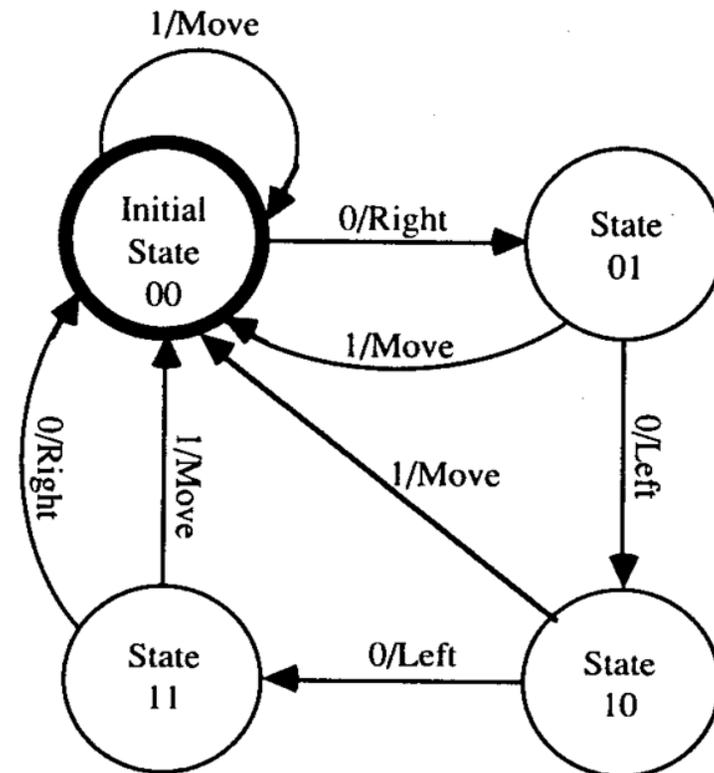 1/Move
Initial
State
00
0/Right
State
01
1/Move
0/Right
1/Move
1/Move
0/Left
State
11
0/Left
State
10